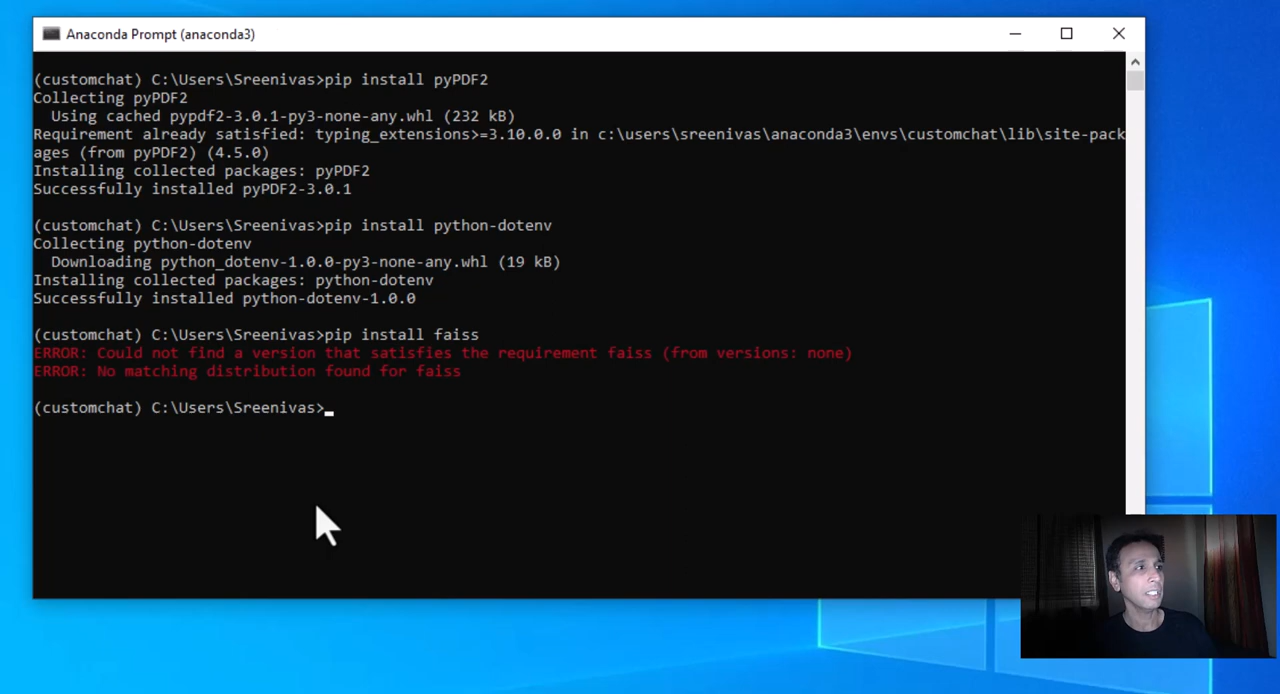 Anaconda Prompt (anaconda3)
(customchat) C:\Users\Sreenivas>pip install pyPDF2
Collecting pyPDF2
Using cached pypdf2-3.0.1-py3-none-any.whl (232 kB)
Requirement already satisfied: typing_extensions>=3.10.0.0 in c:\users\sreenivas\anaconda3\envs\customchat\lib\site-pack
ages (from pyPDF2) (4.5.0)
Installing collected packages: pyPDF2
Successfully installed pyPDF2-3.0.1
(customchat) C:\Users\Sreenivas>pip install python-dotenv
Collecting python-dotenv
Downloading python_dotenv-1.0.0-py3-none-any.whl (19 kB)
Installing collected packages: python-dotenv
Successfully installed python-dotenv-1.0.0
(customchat) C:\Users\Sreenivas>pip install faiss
ERROR: Could not find a version that satisfies the requirement faiss (from versions: none)
ERROR: No matching distribution found for faiss
(customchat) C:\Users\Sreenivas>